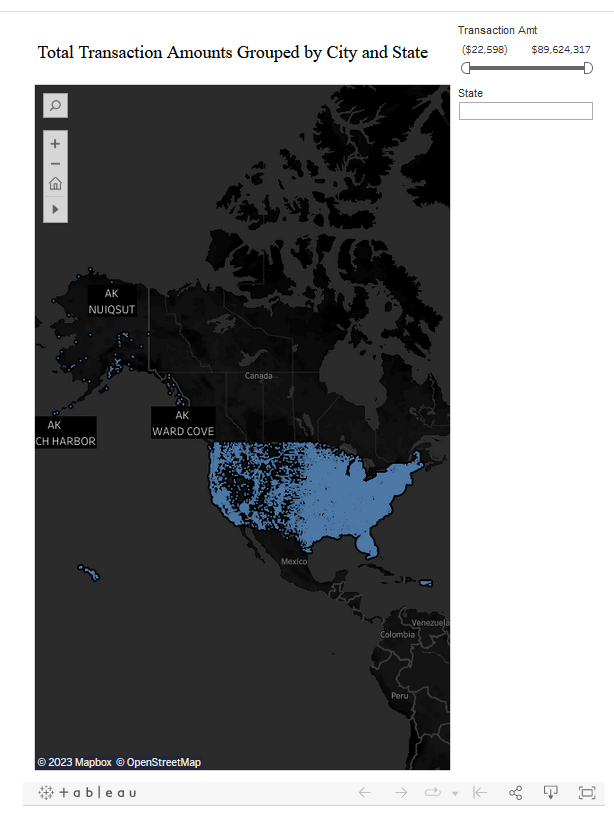 Transaction Amt
($22,598) $89,624,317
Total Transaction Amounts Grouped by City and State
State
AK
NUIQSUT
Canada
AK
WARD COVE
AK
CH HARBOR
Mexico
Venezuela
Colombia
Peru
© 2023 Mapbox © OpenStreetMap
+ a b l e a u